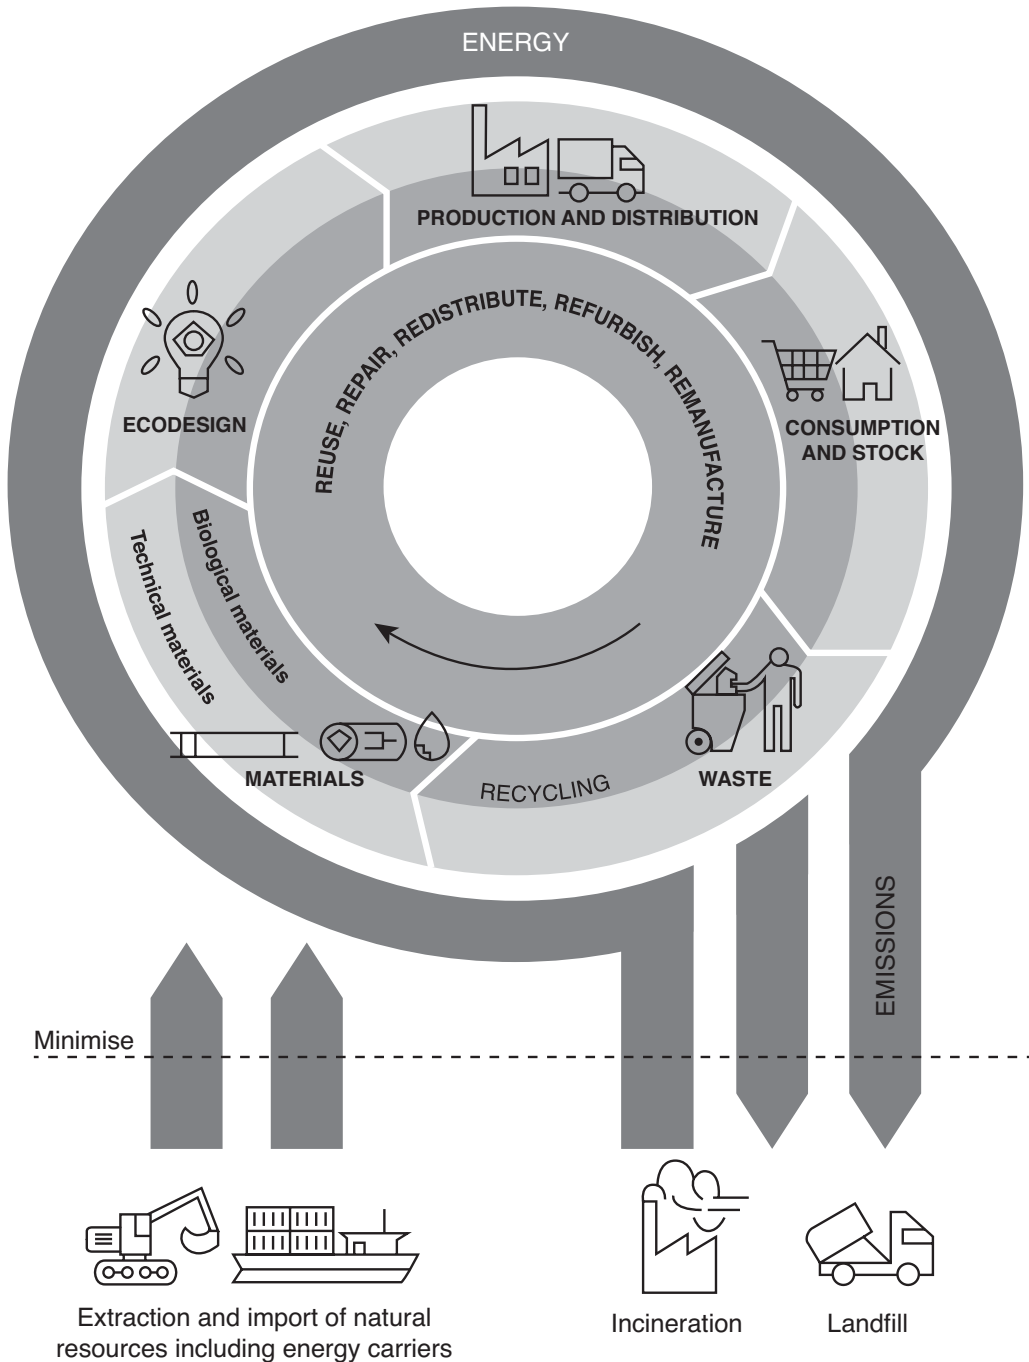 ENERGY
PRODUCTION AND DISTRIBUTION
REUSE, REPAIR, REDISTRIBUTE, REFURBISH, REMANUFACTURE
ECODESIGN
CONSUMPTION
AND STOCK
Biological materials
Technical materials
MATERIALS
RECYCLING
WASTE
EMISSIONS
Minimise
Extraction and import of natural
resources including energy carriers
Incineration
Landfill